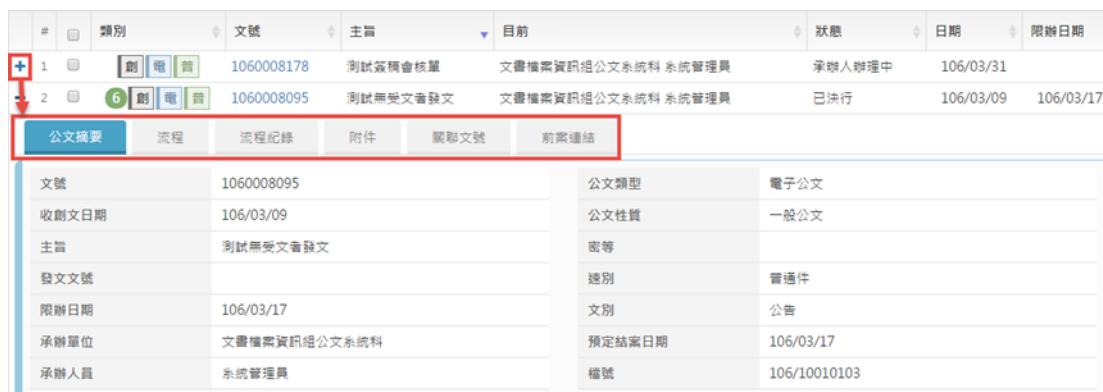 # 類別 文號 主旨 目前 狀態 日期 限辦日期
1 創 電 普 1060008178 測試簽稿會核單 文書檔案資訊組公文系統科 系統管理員 承辦人辦理中 106/03/31
2 6 創 電 普 1060008095 測試無受文者發文 文書檔案資訊組公文系統科 系統管理員 已決行 106/03/09 106/03/17
公文摘要 流程 流程紀錄 附件 關聯文號 前案連結
文號 1060008095 公文類型 電子公文
收創文日期 106/03/09 公文性質 一般公文
主旨 測試無受文者發文 密等
發文文號 速別 普通件
限辦日期 106/03/17 文別 公告
承辦單位 文書檔案資訊組公文系統科 預定結案日期 106/03/17
承辦人員 系統管理員 檔號 106/10010103